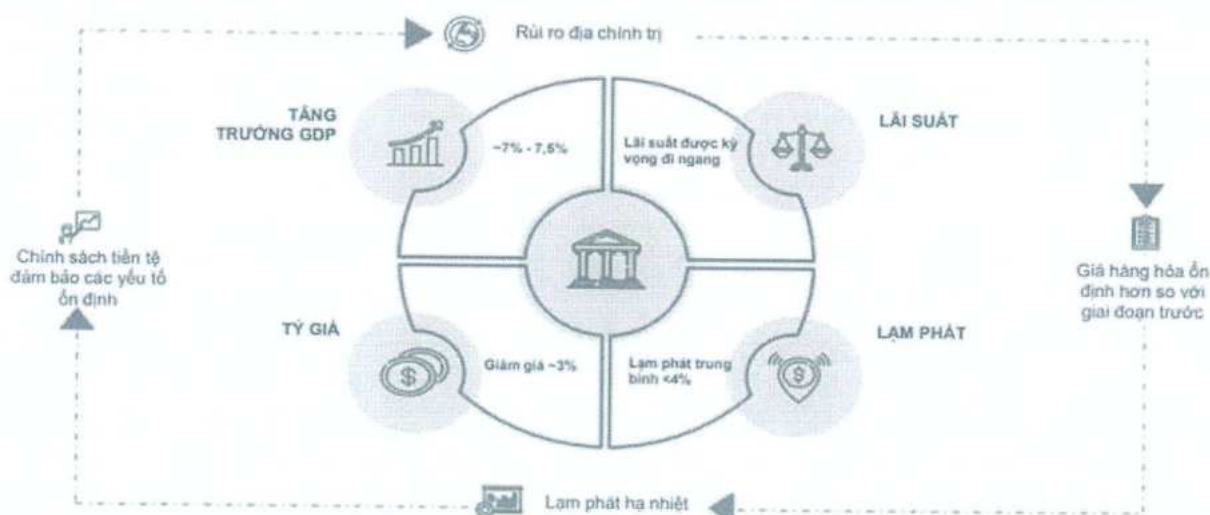 Rủi ro địa chính trị
TĂNG
TRƯỞNG GDP
~7% - 7,5%
Lãi suất được kỳ
vọng đi ngang
LÃI SUẤT
Chính sách tiền tệ
đảm bảo các yếu tố
ổn định
Giá hàng hóa ổn
định hơn so với
giai đoạn trước
TỶ GIÁ
$
Giảm giá ~3%
Lạm phát trung
bình <4%
LẠM PHÁT
$
Lạm phát hạ nhiệt